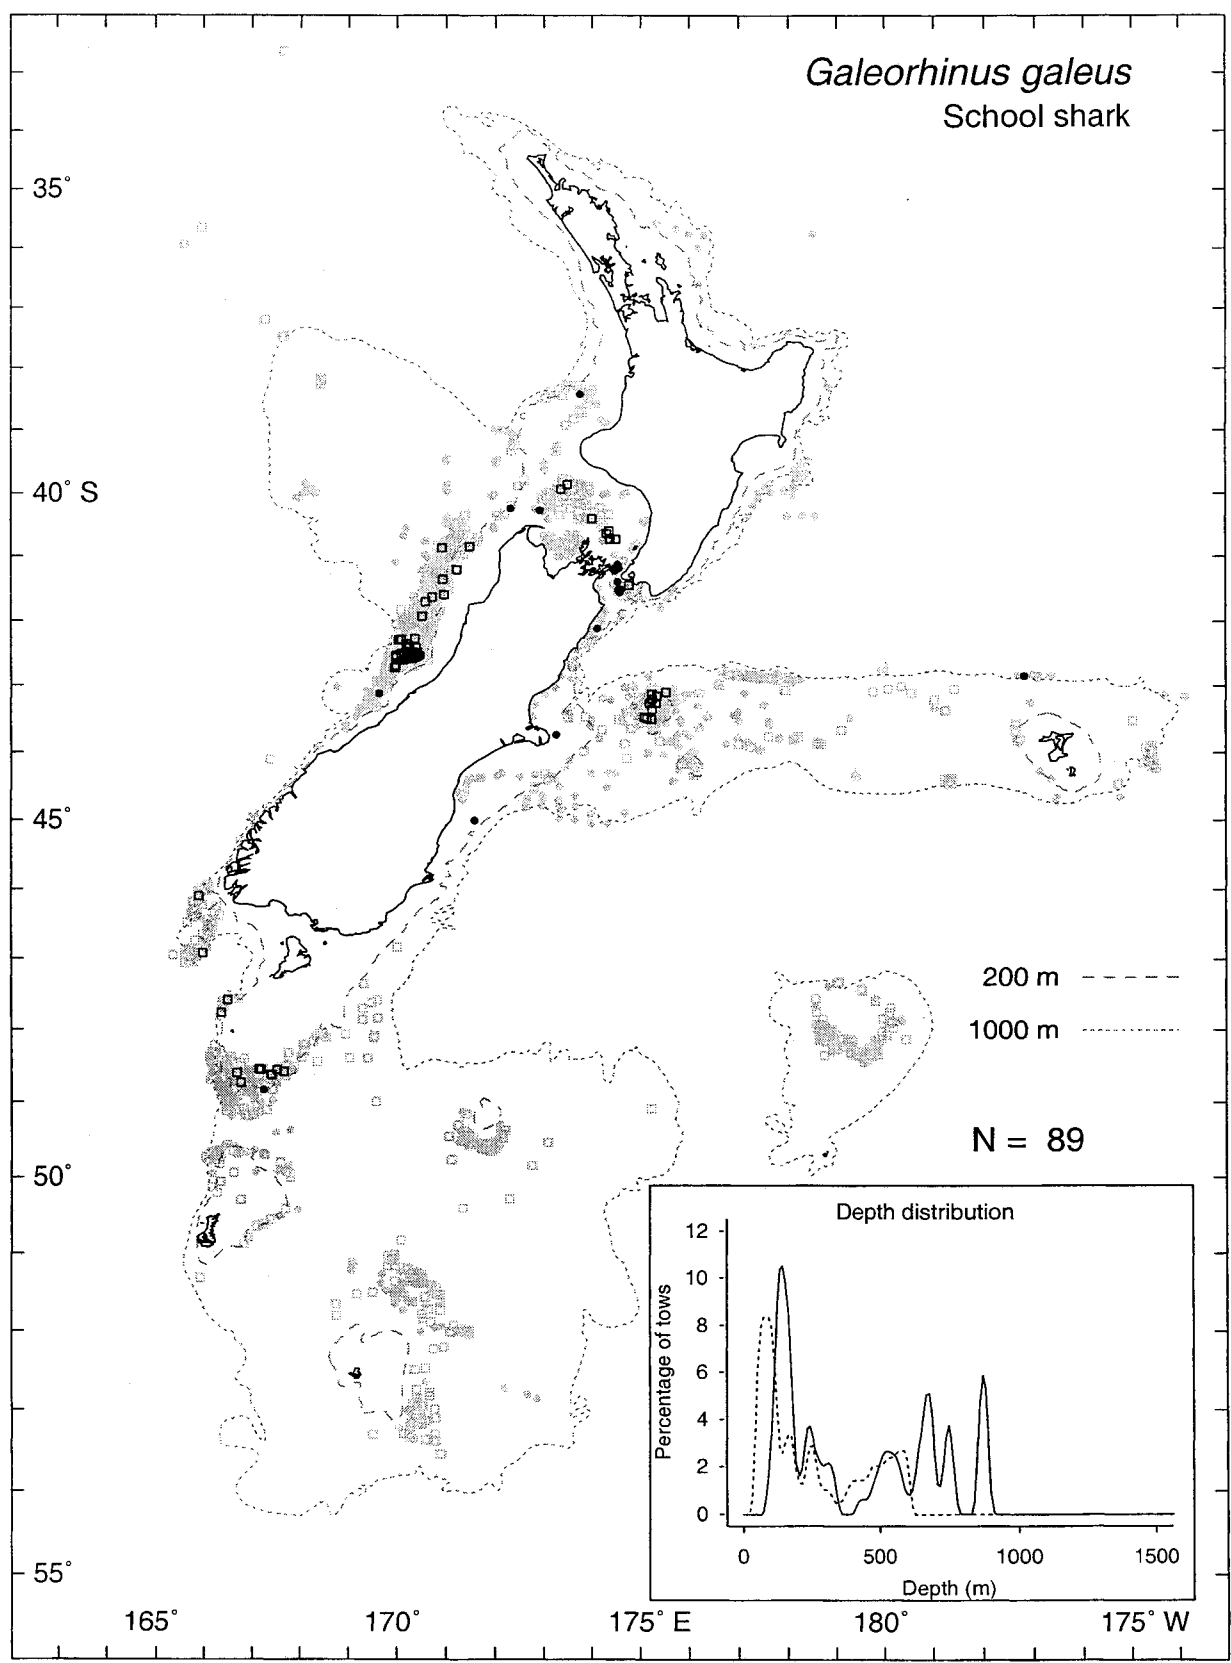 Galeorhinus galeus
School shark
35°
40° S
45°
200 m
1000 m
N = 89
50°
Depth distribution
12
10
8
6
4
2
0
Percentage of tows
0 500 1000 1500
Depth (m)
55°
165° 170° 175° E 180° 175° W